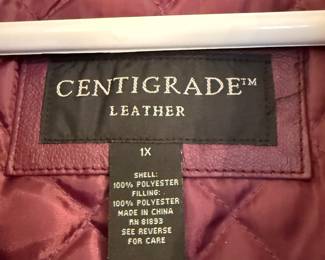 CENTIGRADE™
LEATHER
1X
SHELL:
100% POLYESTER
FILLING:
100% POLYESTER
MADE IN CHINA
RN 81893
SEE REVERSE
FOR CARE